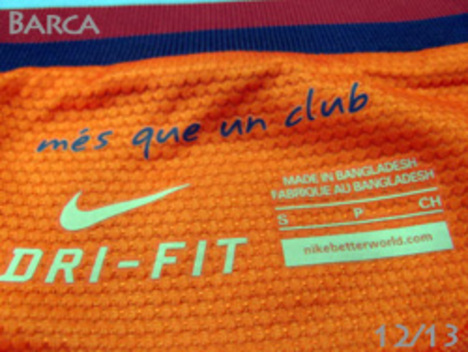 BARCA
més que un club
MADE IN BANGLADESH
FABRIQUE AU BANGLADESH
S P CH
nikebetterworld.com
DRI-FIT
12/13